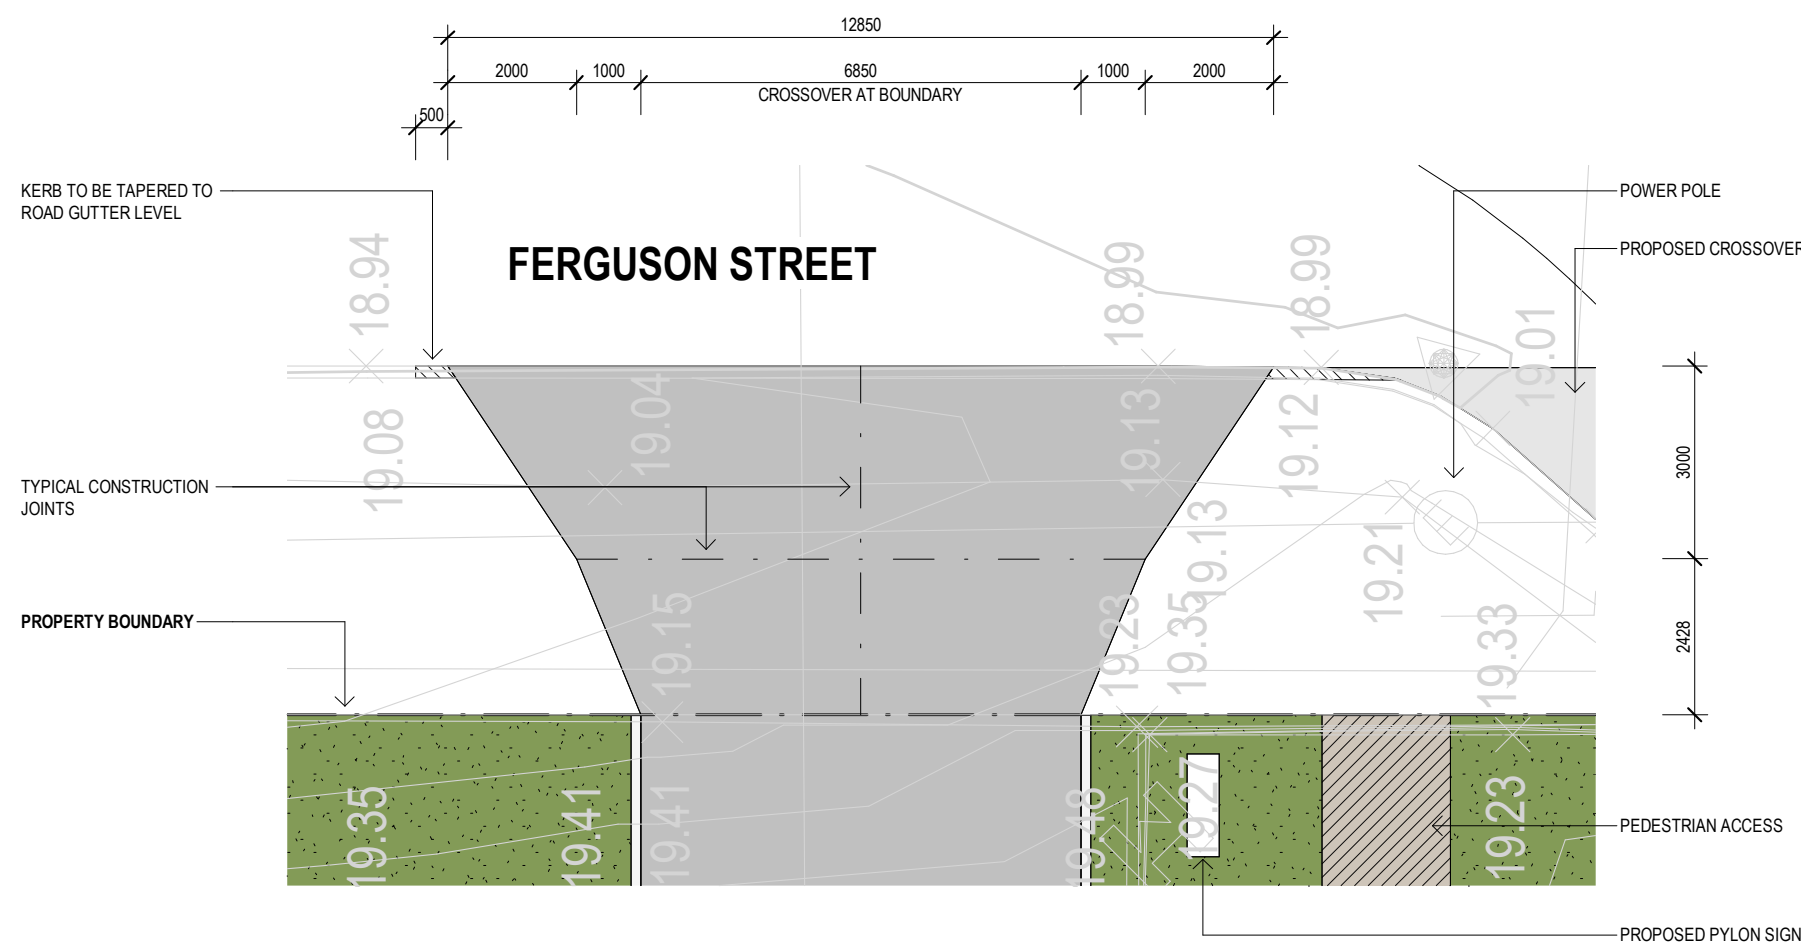 12850
2000 1000 6850 1000 2000
CROSSOVER AT BOUNDARY
500
KERB TO BE TAPERED TO
ROAD GUTTER LEVEL
POWER POLE
PROPOSED CROSSOVER
FERGUSON STREET
18.94
18.99
18.99
19.01
19.08
19.04
19.13
19.12
3000
TYPICAL CONSTRUCTION
JOINTS
19.13
19.21
PROPERTY BOUNDARY
19.15
19.23
19.35
19.33
2428
19.35
19.41
19.41
19.48
19.27
19.23
PEDESTRIAN ACCESS
PROPOSED PYLON SIGN